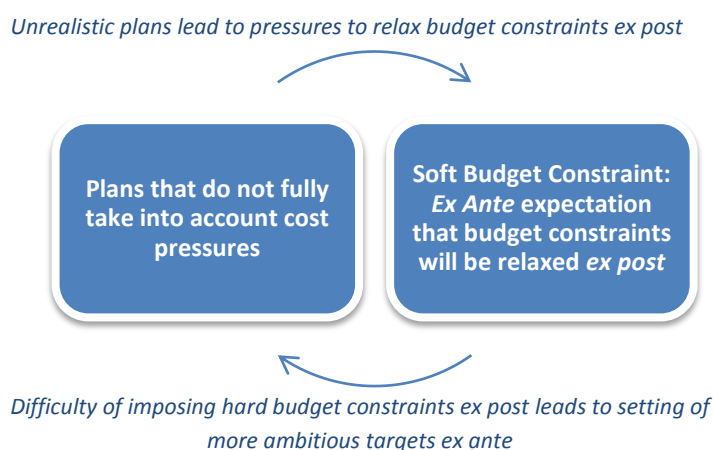 Unrealistic plans lead to pressures to relax budget constraints ex post
Plans that do not fully
take into account cost
pressures
Soft Budget Constraint:
Ex Ante expectation
that budget constraints
will be relaxed ex post
Difficulty of imposing hard budget constraints ex post leads to setting of
more ambitious targets ex ante